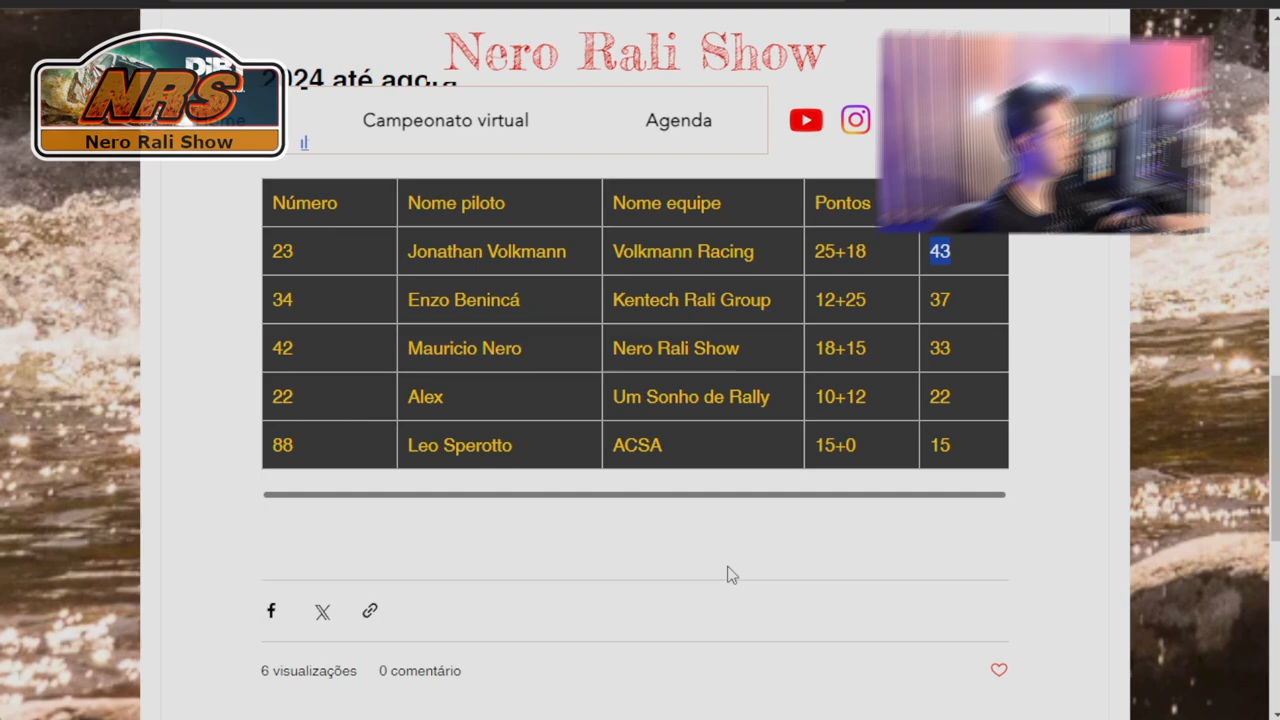 Nero Rali Show
2024 até agora
DiRT
NRS
Nero Rali Show
Campeonato virtual
Agenda
Número Nome piloto Nome equipe Pontos
23 Jonathan Volkmann Volkmann Racing 25+18 43
34 Enzo Benincá Kentech Rali Group 12+25 37
42 Mauricio Nero Nero Rali Show 18+15 33
22 Alex Um Sonho de Rally 10+12 22
88 Leo Sperotto ACSA 15+0 15
6 visualizações 0 comentário